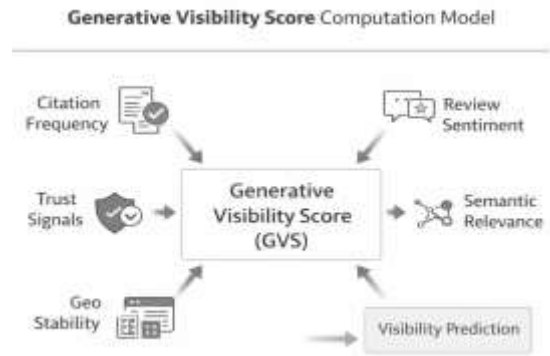 Generative Visibility Score Computation Model
Citation
Frequency
Review
Sentiment
Trust
Signals
Generative
Visibility Score
(GVS)
Semantic
Relevance
Geo
Stability
Visibility Prediction